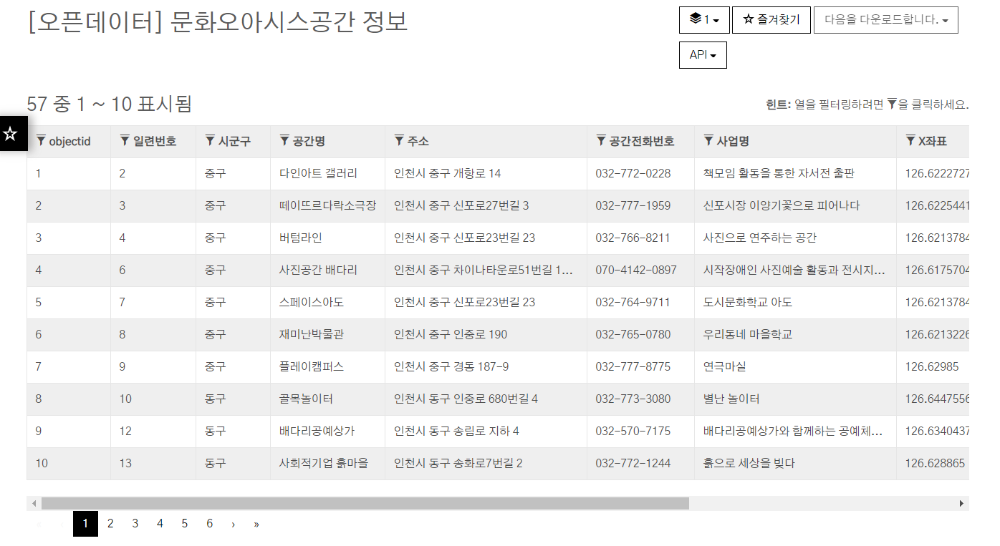 [오픈데이터] 문화오아시스공간 정보
1 즐겨찾기 다음을 다운로드합니다.
API
57 중 1 ~ 10 표시됨
힌트: 열을 필터링하려면 을 클릭하세요.
objectid 일련번호 시군구 공간명 주소 공간전화번호 사업명 X좌표
1 2 중구 다인아트 갤러리 인천시 중구 개항로 14 032-772-0228 책모임 활동을 통한 자서전 출판 126.6222727
2 3 중구 떼이뜨르다락소극장 인천시 중구 신포로27번길 3 032-777-1959 신포시장 이양기꽃으로 피어나다 126.6225441
3 4 중구 버텀라인 인천시 중구 신포로23번길 23 032-766-8211 사진으로 연주하는 공간 126.6213784
4 6 중구 사진공간 배다리 인천시 중구 차이나타운로51번길 1... 070-4142-0897 시작장애인 사진예술 활동과 전시지... 126.6175704
5 7 중구 스페이스아도 인천시 중구 신포로23번길 23 032-764-9711 도시문화학교 아도 126.6213784
6 8 중구 재미난박물관 인천시 중구 인중로 190 032-765-0780 우리동네 마을학교 126.6213226
7 9 중구 플레이캠퍼스 인천시 중구 경동 187-9 032-777-8775 연극마실 126.62985
8 10 동구 골목놀이터 인천시 동구 인중로 680번길 4 032-773-3080 별난 놀이터 126.6447556
9 12 동구 배다리공예상가 인천시 동구 송림로 지하 4 032-570-7175 배다리공예상가와 함께하는 공예체... 126.6340437
10 13 동구 사회적기업 흙마을 인천시 동구 송화로7번길 2 032-772-1244 흙으로 세상을 빚다 126.628865
1 2 3 4 5 6 › »